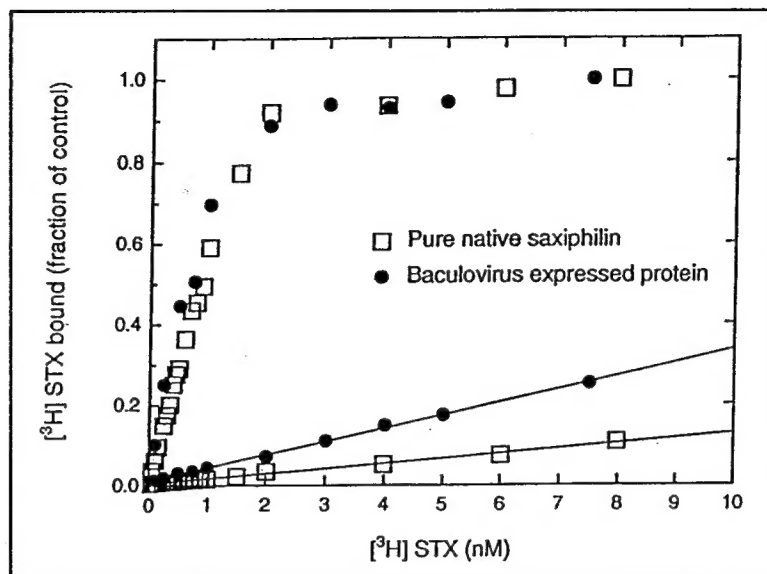 1.0
0.8
0.6
0.4
0.2
0.0
[³H] STX bound (fraction of control)
Pure native saxiphilin
Baculovirus expressed protein
0 1 2 3 4 5 6 7 8 9 10
[³H] STX (nM)